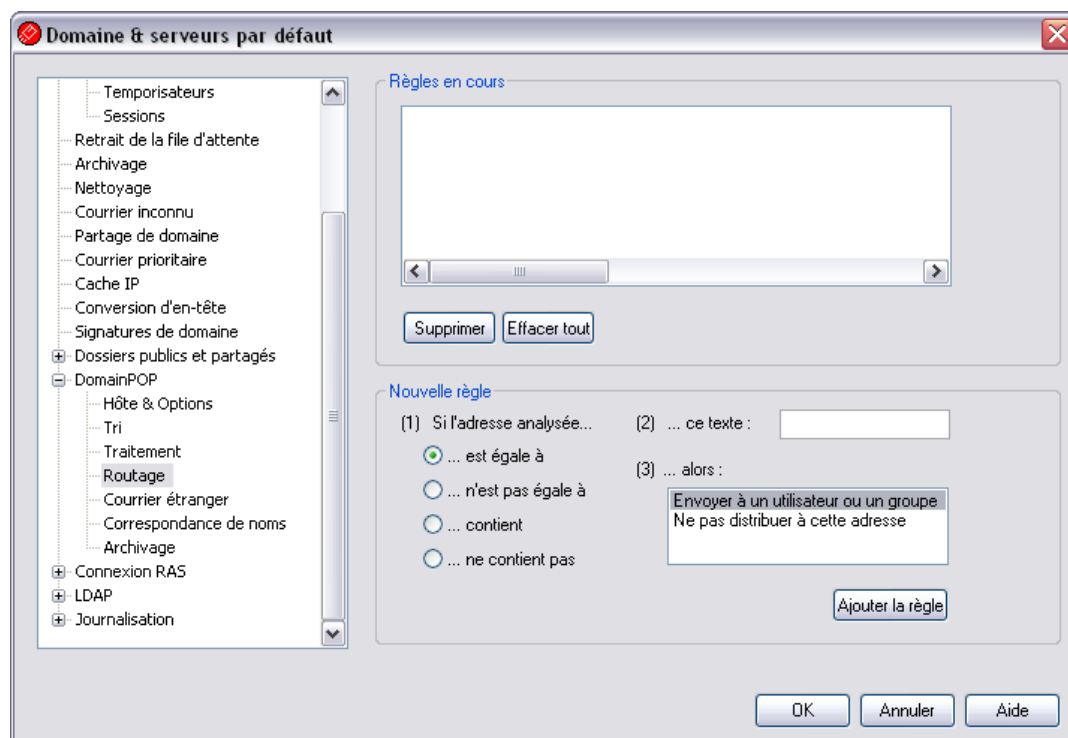 Domaine & serveurs par défaut
Temporisateurs
Sessions
Retrait de la file d'attente
Archivage
Nettoyage
Courrier inconnu
Partage de domaine
Courrier prioritaire
Cache IP
Conversion d'en-tête
Signatures de domaine
Dossiers publics et partagés
DomainPOP
Hôte & Options
Tri
Traitement
Routage
Courrier étranger
Correspondance de noms
Archivage
Connexion RAS
LDAP
Journalisation
Règles en cours
Supprimer Effacer tout
Nouvelle règle
(1) Si l'adresse analysée...
... est égale à
... n'est pas égale à
... contient
... ne contient pas
(2) ... ce texte :
(3) ... alors :
Envoyer à un utilisateur ou un groupe
Ne pas distribuer à cette adresse
Ajouter la règle
OK Annuler Aide